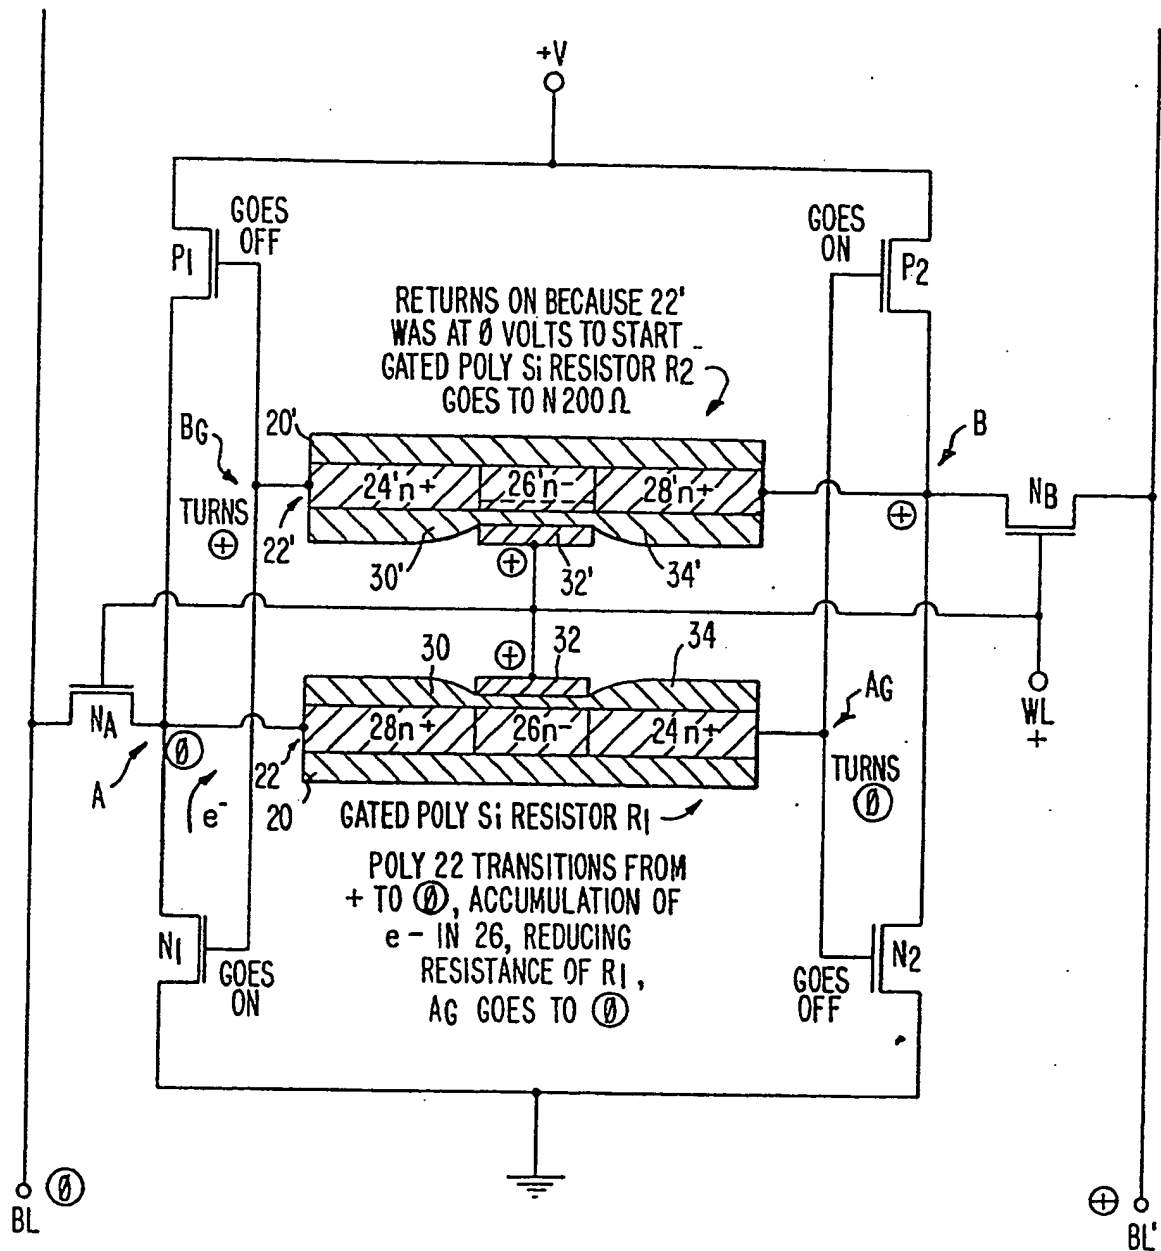 +V
GOES
OFF
P1
GOES
ON
P2
RETURNS ON BECAUSE 22'
WAS AT Ø VOLTS TO START
GATED POLY Si RESISTOR R2
GOES TO N 200 Ω
20'
BG
B
24'n+
26'n-
28'n+
NB
TURNS
+
22'
+
30'
+
32'
34'
30
+
32
34
AG
NA
28n+
26n-
24n+
WL
+
A
Ø
22
TURNS
Ø
e-
20
GATED POLY Si RESISTOR R1
POLY 22 TRANSITIONS FROM
+ TO Ø, ACCUMULATION OF
e - IN 26, REDUCING
RESISTANCE OF R1,
AG GOES TO Ø
N1
GOES
ON
N2
GOES
OFF
Ø
BL
+
BL'